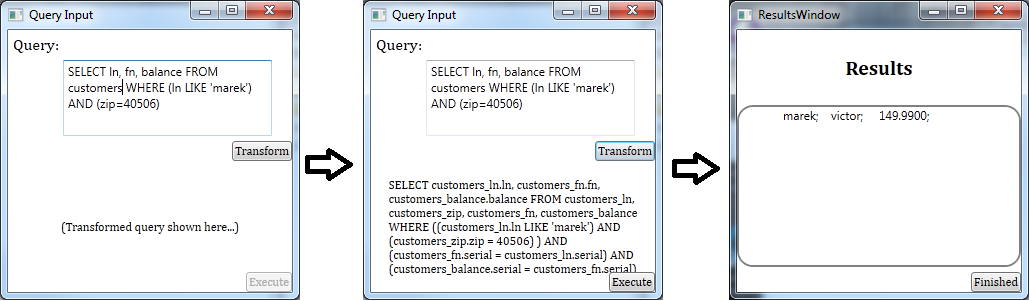 Query Input
Query:
SELECT ln, fn, balance FROM
customers WHERE (ln LIKE 'marek')
AND (zip=40506)
Transform
(Transformed query shown here...)
Execute
Query Input
Query:
SELECT ln, fn, balance FROM
customers WHERE (ln LIKE 'marek')
AND (zip=40506)
Transform
SELECT customers_ln.ln, customers_fn.fn,
customers_balance.balance FROM customers_ln,
customers_zip, customers_fn, customers_balance
WHERE ((customers_ln.ln LIKE 'marek') AND
(customers_zip.zip = 40506) ) AND
(customers_fn.serial = customers_ln.serial) AND
(customers_balance.serial = customers_fn.serial)
Execute
ResultsWindow
Results
marek; victor; 149.9900;
Finished